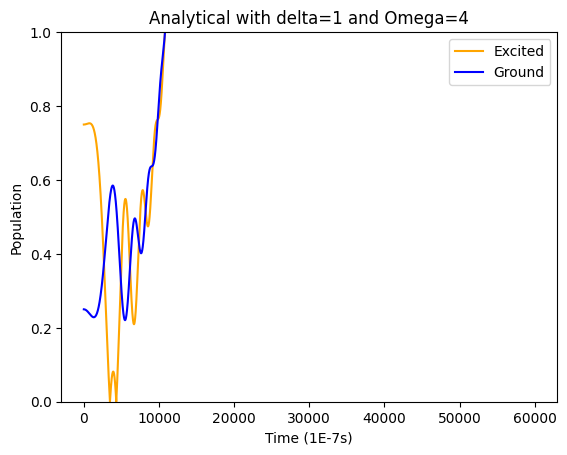 Analytical with delta=1 and Omega=4
Excited
Ground
Population
1.0
0.8
0.6
0.4
0.2
0.0
0 10000 20000 30000 40000 50000 60000
Time (1E-7s)